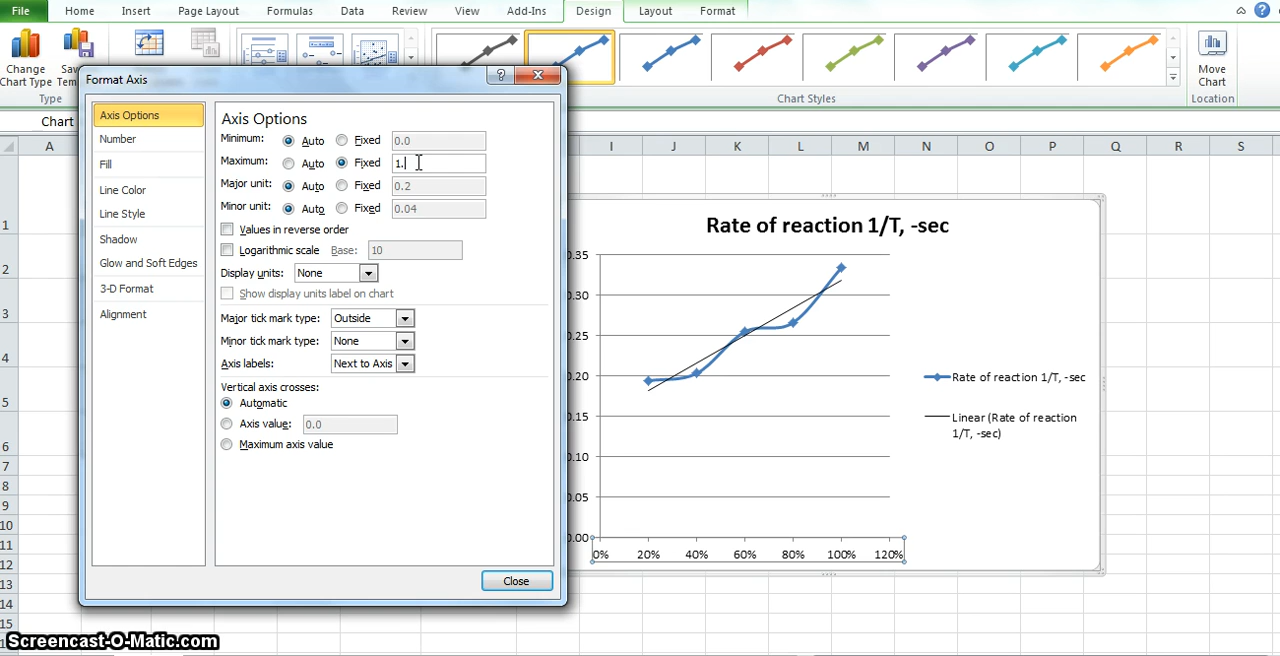 File Home Insert Page Layout Formulas Data Review View Add-Ins Design Layout Format
Change
Chart Type
Type
Chart Styles
Move
Chart
Location
Chart
Format Axis
Axis Options
Number
Fill
Line Color
Line Style
Shadow
Glow and Soft Edges
3-D Format
Alignment
Axis Options
Minimum: Auto Fixed 0.0
Maximum: Auto Fixed 1.
Major unit: Auto Fixed 0.2
Minor unit: Auto Fixed 0.04
Values in reverse order
Logarithmic scale Base: 10
Display units: None
Show display units label on chart
Major tick mark type: Outside
Minor tick mark type: None
Axis labels: Next to Axis
Vertical axis crosses:
Automatic
Axis value: 0.0
Maximum axis value
Close
A I J K L M N O P Q R S
1
2
3
4
5
6
7
8
9
10
11
12
13
14
15
Rate of reaction 1/T, -sec
0.35
0.30
0.25
0.20
0.15
0.10
0.05
0.00
0% 20% 40% 60% 80% 100% 120%
Rate of reaction 1/T, -sec
Linear (Rate of reaction
1/T, -sec)
Screencast-O-Matic.com